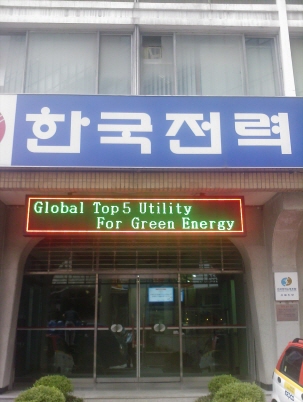 한국전력
Global Top5 Utility
For Green Energy